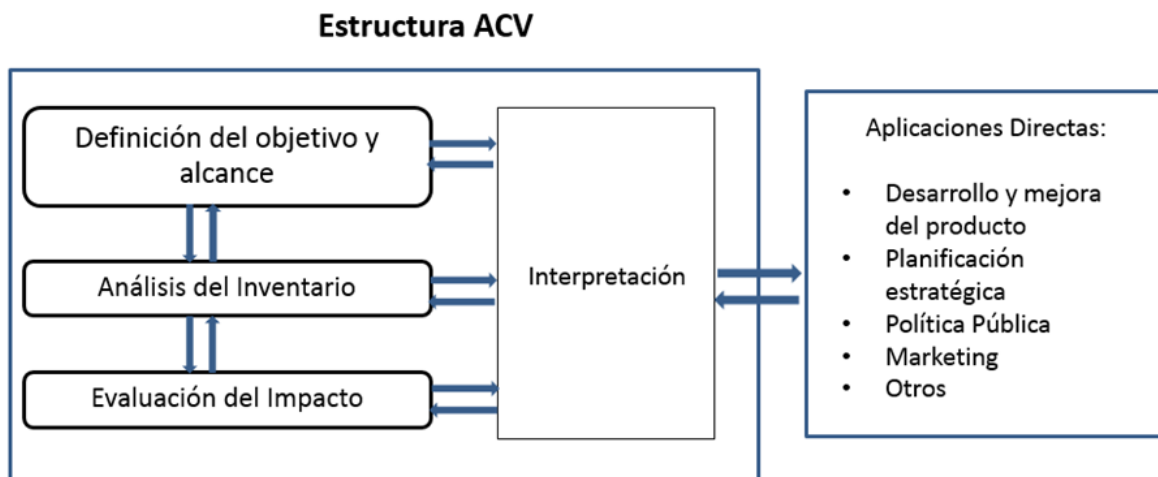 Estructura ACV
Definición del objetivo y
alcance
Análisis del Inventario
Evaluación del Impacto
Interpretación
Aplicaciones Directas:
• Desarrollo y mejora
del producto
• Planificación
estratégica
• Política Pública
• Marketing
• Otros